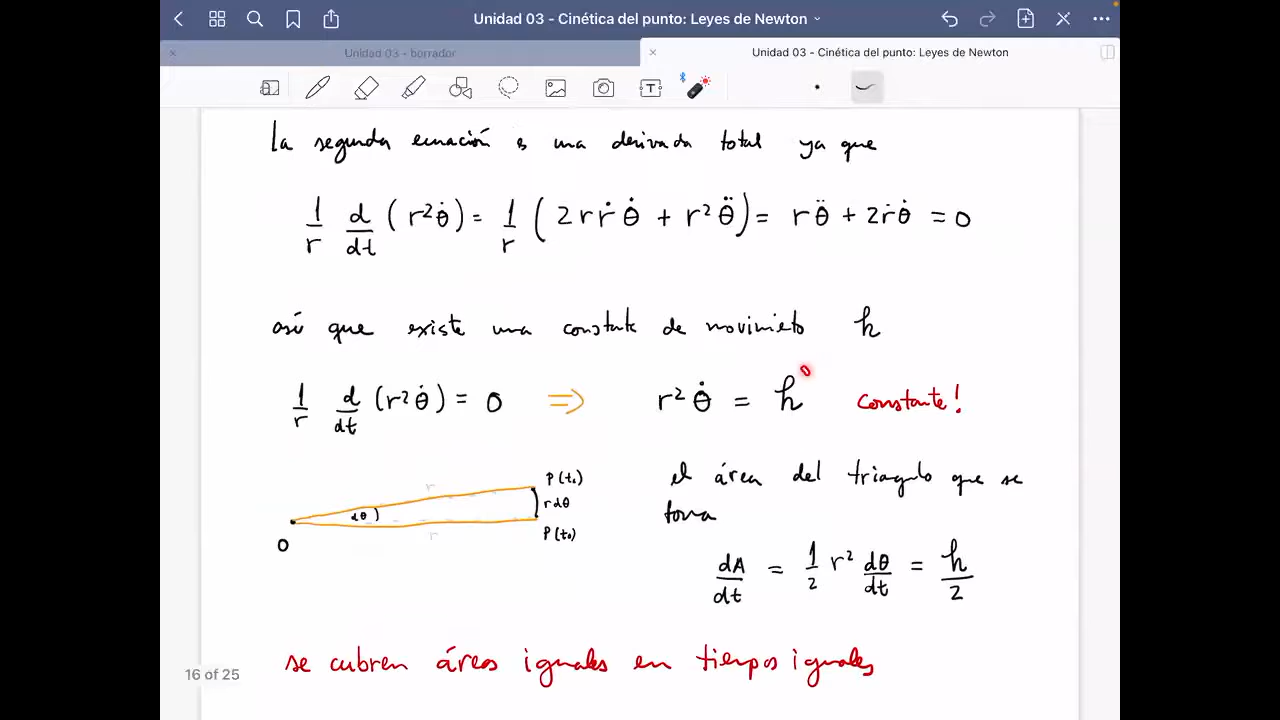 Unidad 03 - Cinética del punto: Leyes de Newton
Unidad 03 - borrador
Unidad 03 - Cinética del punto: Leyes de Newton
La segunda ecuación es una derivada total ya que
1/r d/dt (r²θ̇) = 1/r (2rṙθ̇ + r²θ̈) = rθ̈ + 2ṙθ̇ = 0
así que existe una constante de movimiento h
1/r d/dt (r²θ̇) = 0 ⇒ r²θ̇ = h constante!
r
P(t₁)
dθ
r dθ
r
P(t₀)
O
el área del triangulo que se
forma
dA/dt = 1/2 r² dθ/dt = h/2
se cubren áreas iguales en tiempos iguales
16 of 25